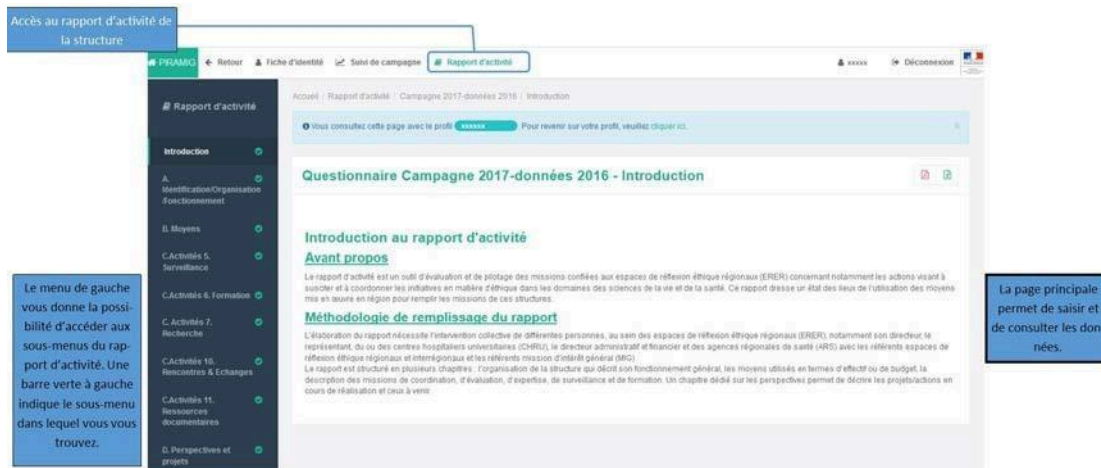 Accès au rapport d'activité de
la structure
PIRAMIG Retour Fiche d'identité Suivi de campagne Rapport d'activité xxxxx Déconnexion
Rapport d'activité
Accueil / Rapport d'activité / Campagne 2017-données 2016 / Introduction
Vous consultez cette page avec le profil xxxxxx Pour revenir sur votre profil, veuillez cliquer ici.
Introduction
A.
Identification/Organisation
/Fonctionnement
B. Moyens
C.Activités 5.
Surveillance
C.Activités 6. Formation
C. Activités 7.
Recherche
C.Activités 10.
Rencontres & Echanges
C.Activités 11.
Ressources
documentaires
D. Perspectives et
projets
Questionnaire Campagne 2017-données 2016 - Introduction
Introduction au rapport d'activité
Avant propos
Le rapport d'activité est un outil d'évaluation et de pilotage des missions confiées aux espaces de réflexion éthique régionaux (ERER) concernant notamment les actions visant à
susciter et à coordonner les initiatives en matière d'éthique dans les domaines des sciences de la vie et de la santé. Ce rapport dresse un état des lieux de l'utilisation des moyens
mis en œuvre en région pour remplir les missions de ces structures.
Méthodologie de remplissage du rapport
L'élaboration du rapport nécessite l'intervention collective de différentes personnes, au sein des espaces de réflexion éthique régionaux (ERER), notamment son directeur, le
représentant, du ou des centres hospitaliers universitaires (CHRU), le directeur administratif et financier et des agences régionales de santé (ARS) avec les référents espaces de
réflexion éthique régionaux et interrégionaux et les référents mission d'intérêt général (MIG)
Le rapport est structuré en plusieurs chapitres : l'organisation de la structure qui décrit son fonctionnement général, les moyens utilisés en termes d'effectif ou de budget, la
description des missions de coordination, d'évaluation, d'expertise, de surveillance et de formation. Un chapitre dédié sur les perspectives permet de décrire les projets/actions en
cours de réalisation et ceux à venir.
Le menu de gauche
vous donne la possi-
bilité d'accéder aux
sous-menus du rap-
port d'activité. Une
barre verte à gauche
indique le sous-menu
dans lequel vous vous
trouvez.
La page principale
permet de saisir et
de consulter les don
nées.